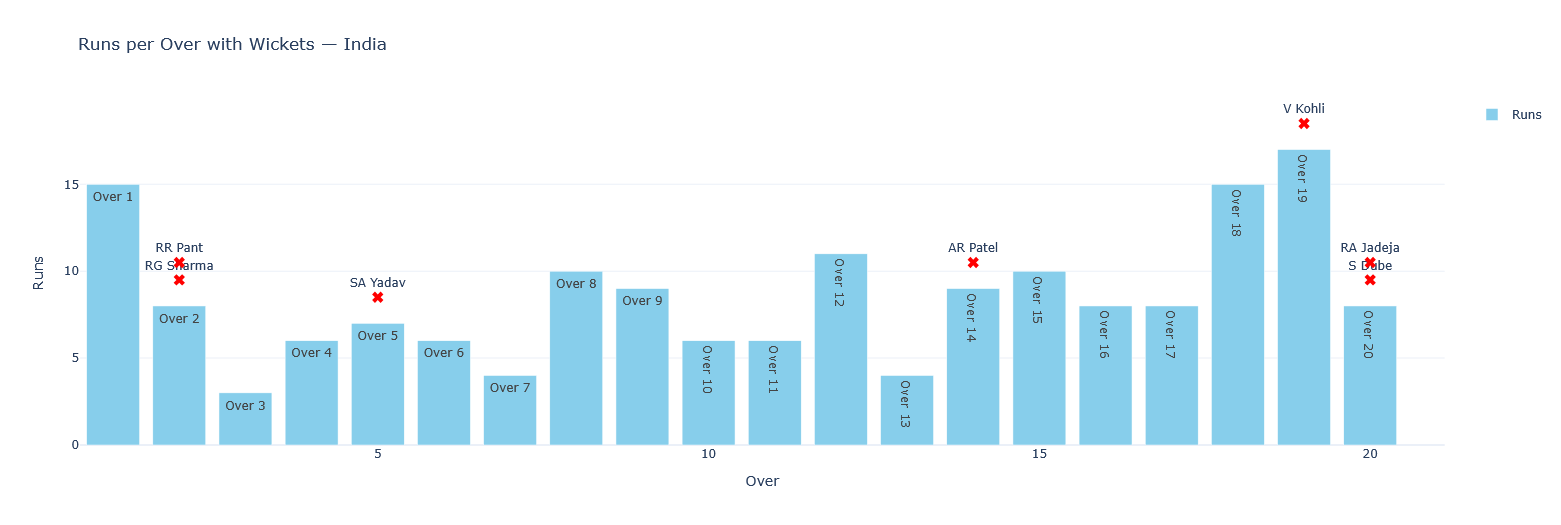 Runs per Over with Wickets — India
V Kohli
Runs
15
10
5
0
Runs
Over 1
RR Pant
RG Sharma
Over 2
Over 3
Over 4
SA Yadav
Over 5
Over 6
Over 7
Over 8
Over 9
Over 10
Over 11
Over 12
Over 13
AR Patel
Over 14
Over 15
Over 16
Over 17
Over 18
Over 19
RA Jadeja
S Dube
Over 20
5
10
15
20
Over